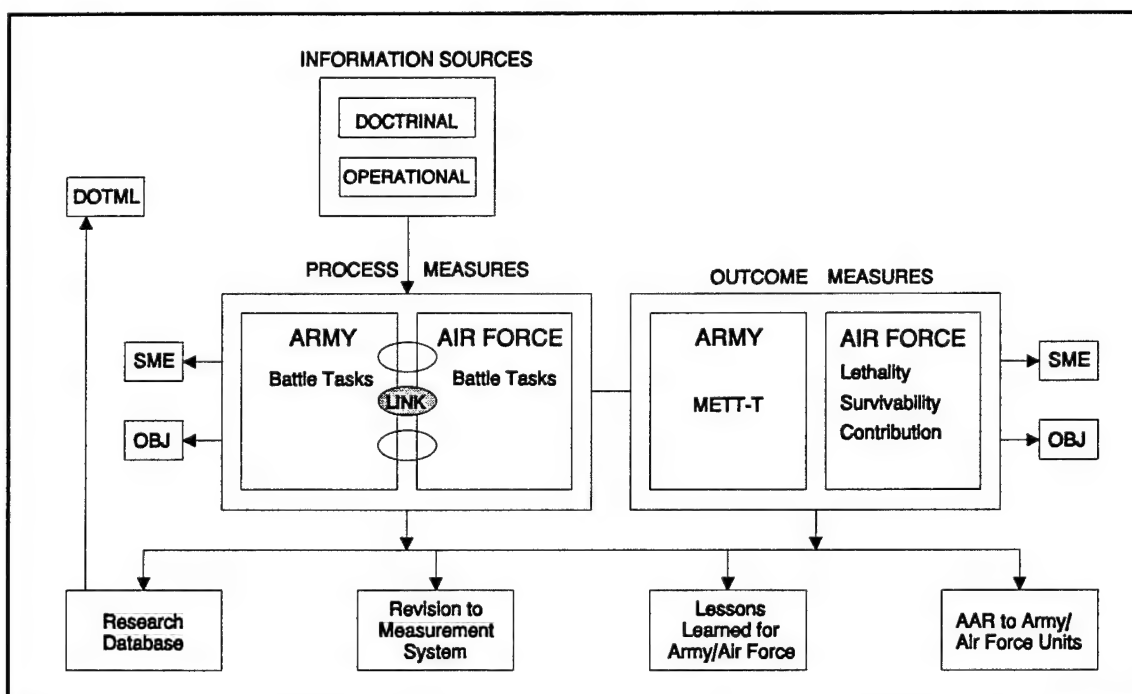 INFORMATION SOURCES
DOCTRINAL
OPERATIONAL
DOTML
PROCESS MEASURES
OUTCOME MEASURES
ARMY
Battle Tasks
AIR FORCE
Battle Tasks
LINK
SME
OBJ
ARMY
METT-T
AIR FORCE
Lethality
Survivability
Contribution
SME
OBJ
Research
Database
Revision to
Measurement
System
Lessons
Learned for
Army/Air Force
AAR to Army/
Air Force Units